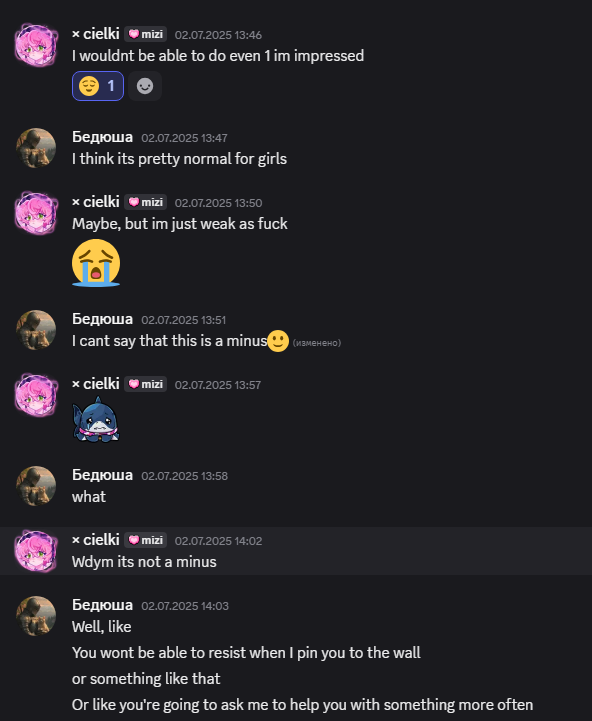 × cielki mizi 02.07.2025 13:46
I wouldnt be able to do even 1 im impressed
1
Бедюша 02.07.2025 13:47
I think its pretty normal for girls
× cielki mizi 02.07.2025 13:50
Maybe, but im just weak as fuck
Бедюша 02.07.2025 13:51
I cant say that this is a minus (изменено)
× cielki mizi 02.07.2025 13:57
Бедюша 02.07.2025 13:58
what
× cielki mizi 02.07.2025 14:02
Wdym its not a minus
Бедюша 02.07.2025 14:03
Well, like
You wont be able to resist when I pin you to the wall
or something like that
Or like you're going to ask me to help you with something more often